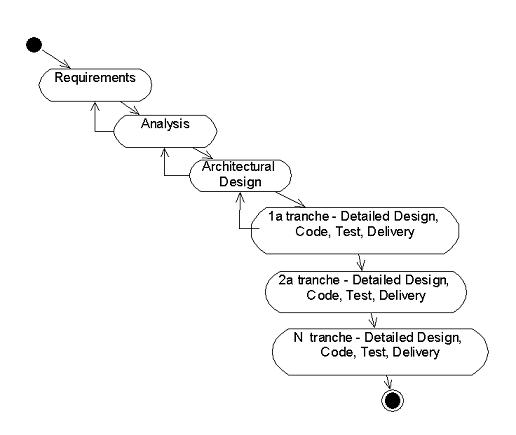 Requirements
Analysis
Architectural
Design
1a tranche - Detailed Design,
Code, Test, Delivery
2a tranche - Detailed Design,
Code, Test, Delivery
N tranche - Detailed Design,
Code, Test, Delivery